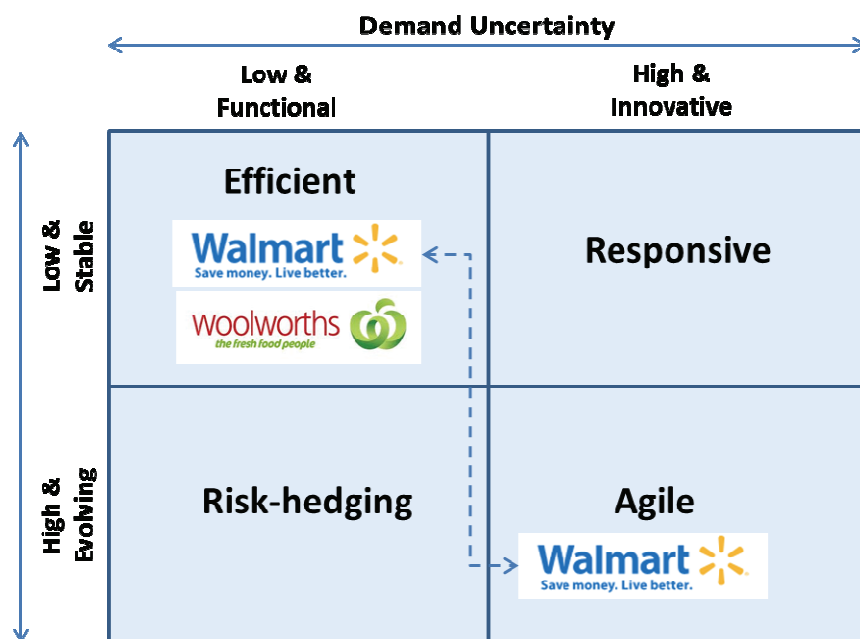 Demand Uncertainty
Low &
Functional
High &
Innovative
Low &
Stable
Efficient
Walmart
Save money. Live better.
woolworths
the fresh food people
Responsive
High &
Evolving
Risk-hedging
Agile
Walmart
Save money. Live better.